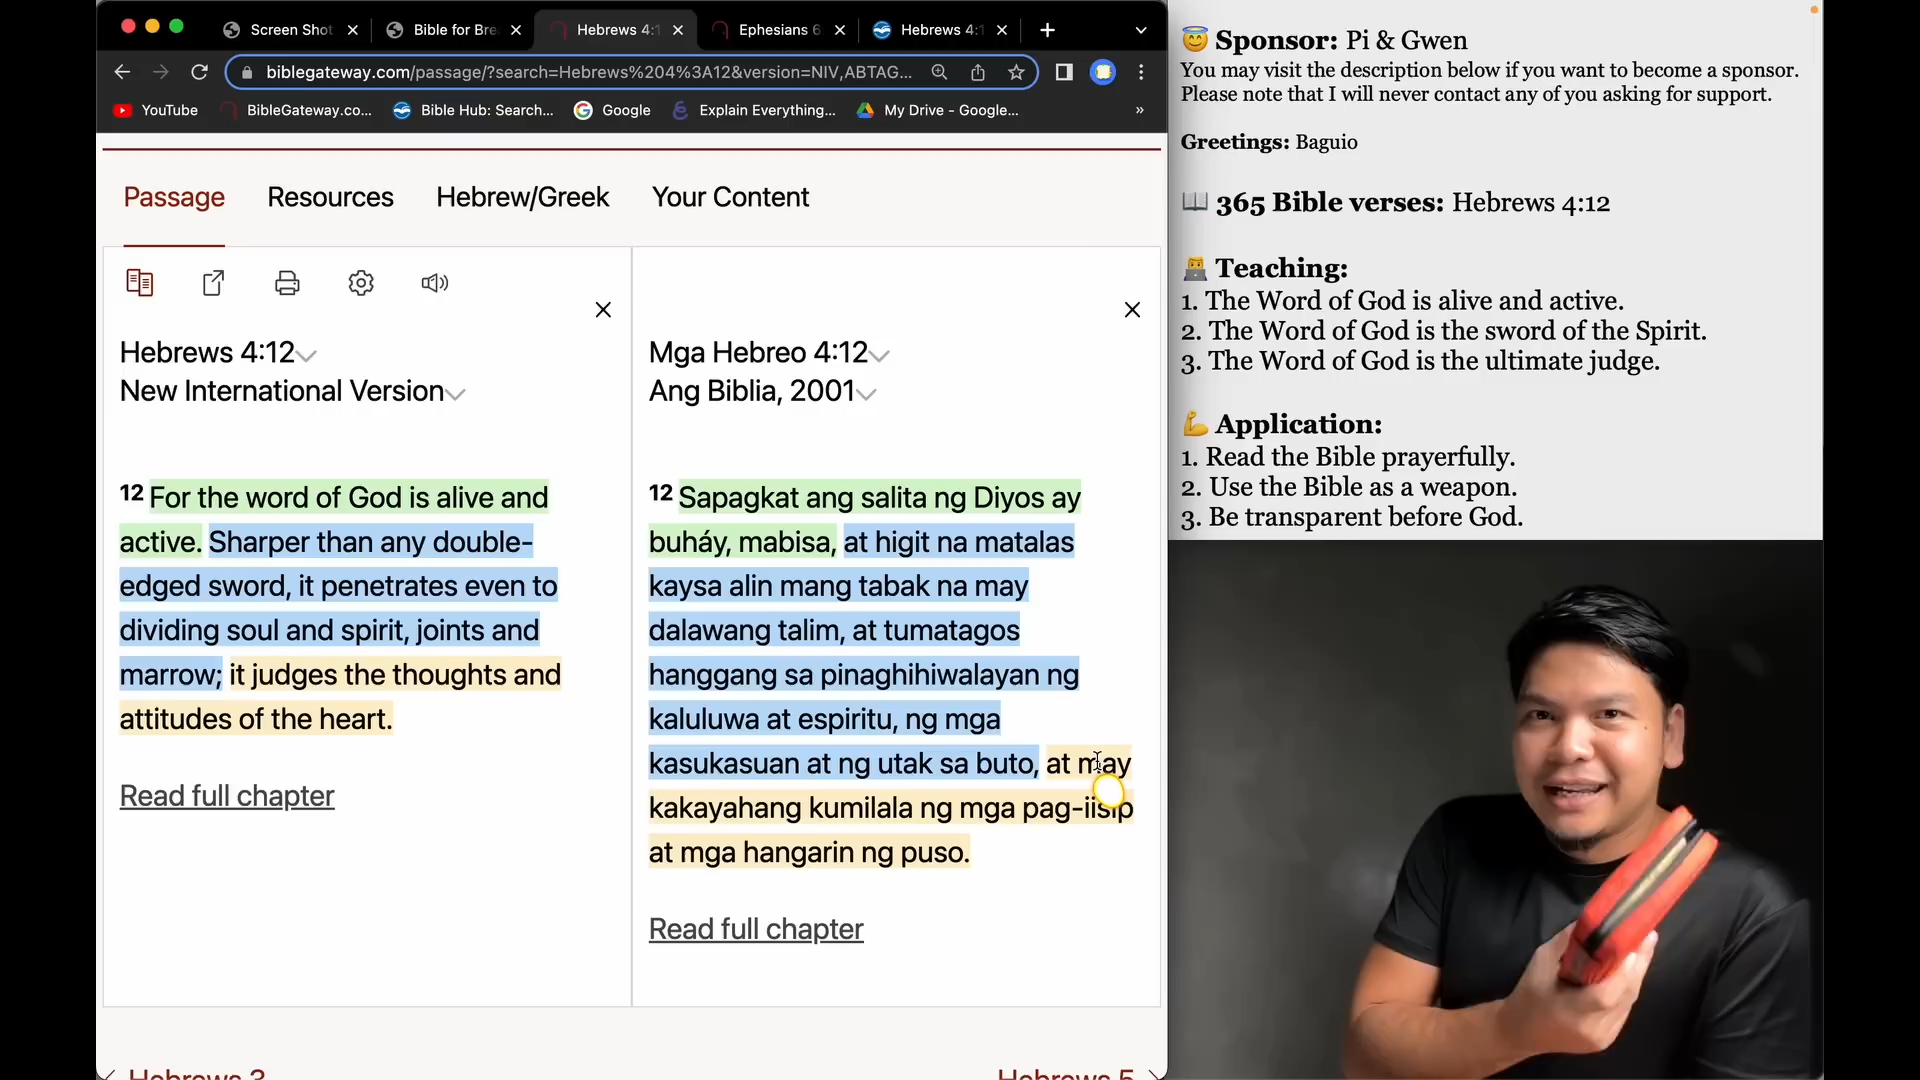 Screen Shot
Bible for Bre
Hebrews 4:1
Ephesians 6
Hebrews 4:1
biblegateway.com/passage/?search=Hebrews%204%3A12&version=NIV,ABTAG...
YouTube
BibleGateway.co...
Bible Hub: Search...
Google
Explain Everything...
My Drive - Google...
»
Passage
Resources
Hebrew/Greek
Your Content
Hebrews 4:12
New International Version
12 For the word of God is alive and
active. Sharper than any double-
edged sword, it penetrates even to
dividing soul and spirit, joints and
marrow; it judges the thoughts and
attitudes of the heart.
Read full chapter
Mga Hebreo 4:12
Ang Biblia, 2001
12 Sapagkat ang salita ng Diyos ay
buháy, mabisa, at higit na matalas
kaysa alin mang tabak na may
dalawang talim, at tumatagos
hanggang sa pinaghihiwalayan ng
kaluluwa at espiritu, ng mga
kasukasuan at ng utak sa buto, at may
kakayahang kumilala ng mga pag-iisip
at mga hangarin ng puso.
Read full chapter
Hebrews 3
Hebrews 5
😇 Sponsor: Pi & Gwen
You may visit the description below if you want to become a sponsor.
Please note that I will never contact any of you asking for support.
Greetings: Baguio
📖 365 Bible verses: Hebrews 4:12
👨‍💻 Teaching:
1. The Word of God is alive and active.
2. The Word of God is the sword of the Spirit.
3. The Word of God is the ultimate judge.
💪 Application:
1. Read the Bible prayerfully.
2. Use the Bible as a weapon.
3. Be transparent before God.